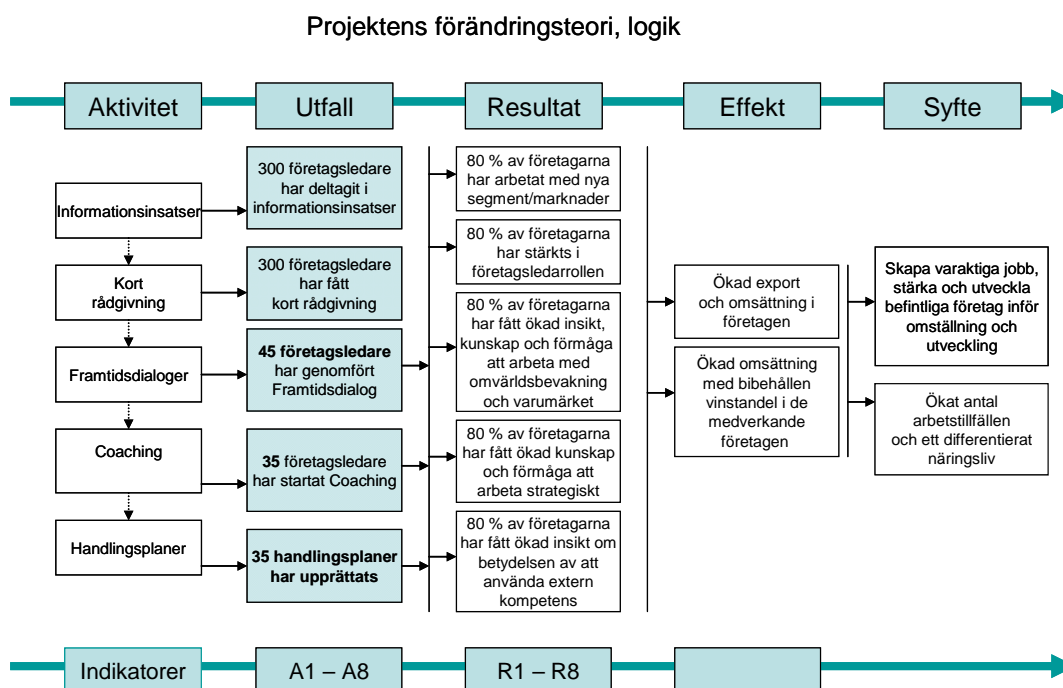 Projektens förändringsteori, logik
Aktivitet
Utfall
Resultat
Effekt
Syfte
Informationsinsatser
Kort
rådgivning
Framtidsdialoger
Coaching
Handlingsplaner
300 företagsledare
har deltagit i
informationsinsatser
300 företagsledare
har fått
kort rådgivning
45 företagsledare
har genomfört
Framtidsdialog
35 företagsledare
har startat Coaching
35 handlingsplaner
har upprättats
80 % av företagarna
har arbetat med nya
segment/marknader
80 % av företagarna
har stärkts i
företagsledarrollen
80 % av företagarna
har fått ökad insikt,
kunskap och förmåga
att arbeta med
omvärldsbevakning
och varumärket
80 % av företagarna
har fått ökad kunskap
och förmåga att
arbeta strategiskt
80 % av företagarna
har fått ökad insikt om
betydelsen av att
använda extern
kompetens
Ökad export
och omsättning i
företagen
Ökad omsättning
med bibehållen
vinstandel i de
medverkande
företagen
Skapa varaktiga jobb,
stärka och utveckla
befintliga företag inför
omställning och
utveckling
Ökat antal
arbetstillfällen
och ett differentierat
näringsliv
Indikatorer
A1 – A8
R1 – R8